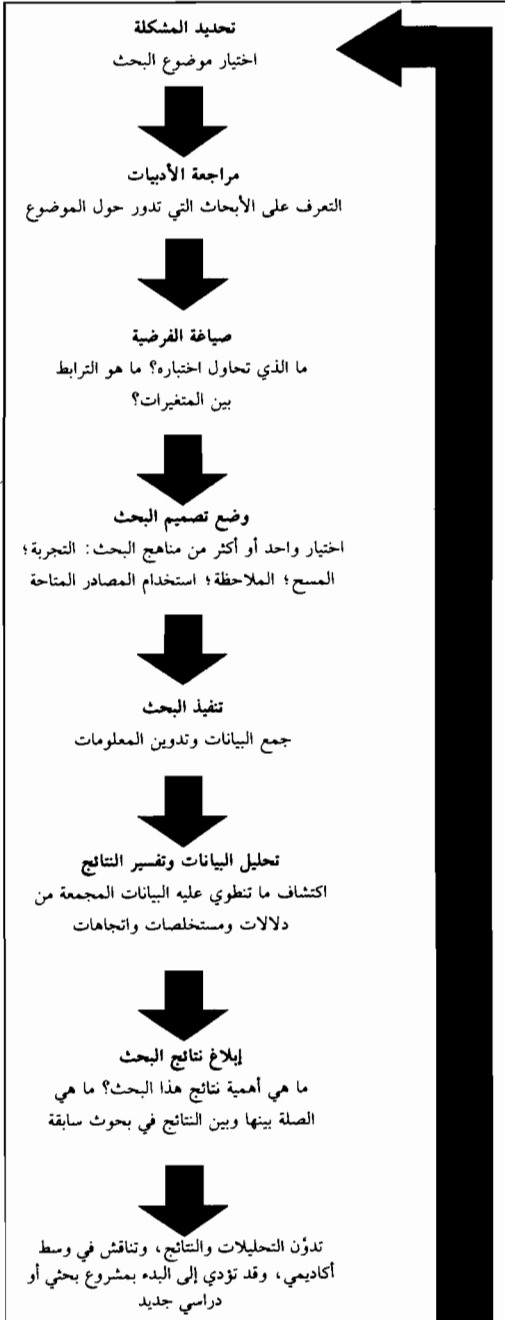 تحديد المشكلة
اختيار موضوع البحث
مراجعة الأدبيات
التعرف على الأبحاث التي تدور حول الموضوع
صياغة الفرضية
ما الذي تحاول اختباره؟ ما هو الترابط
بين المتغيرات؟
وضع تصميم البحث
اختيار واحد أو أكثر من مناهج البحث: التجربة؛
المسح؛ الملاحظة؛ استخدام المصادر المتاحة
تنفيذ البحث
جمع البيانات وتدوين المعلومات
تحليل البيانات وتفسير النتائج
اكتشاف ما تنطوي عليه البيانات المجمعة من
دلالات ومستخلصات واتجاهات
إبلاغ نتائج البحث
ما هي أهمية نتائج هذا البحث؟ ما هي
الصلة بينها وبين النتائج في بحوث سابقة
تدوَّن التحليلات والنتائج، وتناقش في وسط
أكاديمي، وقد تؤدي إلى البدء بمشروع بحثي أو
دراسي جديد